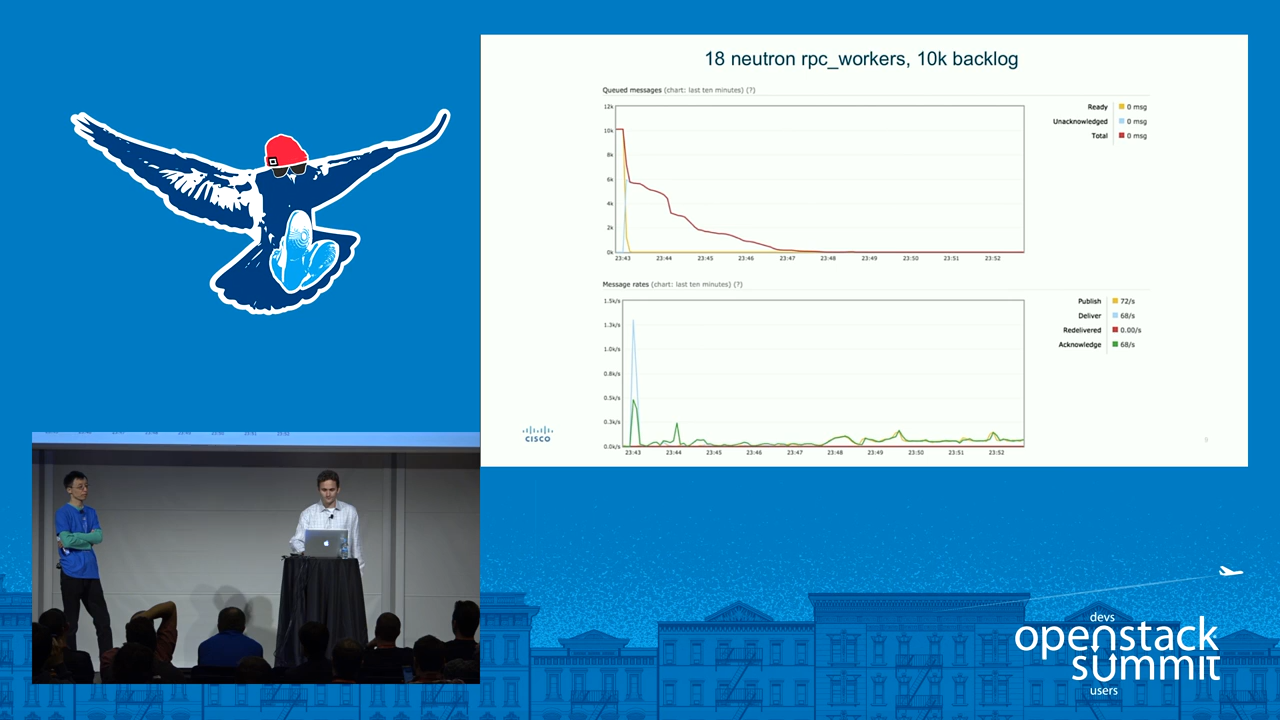 18 neutron rpc_workers, 10k backlog
Queued messages (chart: last ten minutes) (?)
12k
10k
8k
6k
4k
2k
0k
23:43 23:44 23:45 23:46 23:47 23:48 23:49 23:50 23:51 23:52
Ready 0 msg
Unacknowledged 0 msg
Total 0 msg
Message rates (chart: last ten minutes) (?)
1.5k/s
1.3k/s
1.0k/s
0.8k/s
0.5k/s
0.3k/s
0.0k/s
23:43 23:44 23:45 23:46 23:47 23:48 23:49 23:50 23:51 23:52
Publish 72/s
Deliver 68/s
Redelivered 0.00/s
Acknowledge 68/s
CISCO
devs
openstack
summit
users